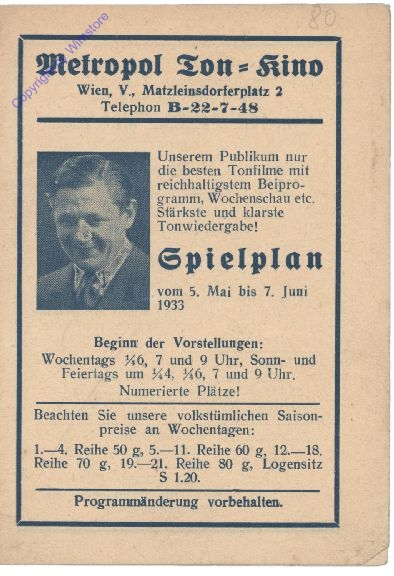 80
Copyright by Wienstore
Metropol Ton-Kino
Wien, V., Matzleinsdorferplatz 2
Telephon B-22-7-48
Unserem Publikum nur
die besten Tonfilme mit
reichhaltigstem Beipro-
gramm, Wochenschau etc.
Stärkste und klarste
Tonwiedergabe!
Spielplan
vom 5. Mai bis 7. Juni
1933
Beginn der Vorstellungen:
Wochentags ¼6, 7 und 9 Uhr, Sonn- und
Feiertags um ¼4, ¼6, 7 und 9 Uhr.
Numerierte Plätze!
Beachten Sie unsere volkstümlichen Saison-
preise an Wochentagen:
1.—4. Reihe 50 g, 5.—11. Reihe 60 g, 12.—18.
Reihe 70 g, 19.—21. Reihe 80 g, Logensitz
S 1.20.
Programmänderung vorbehalten.